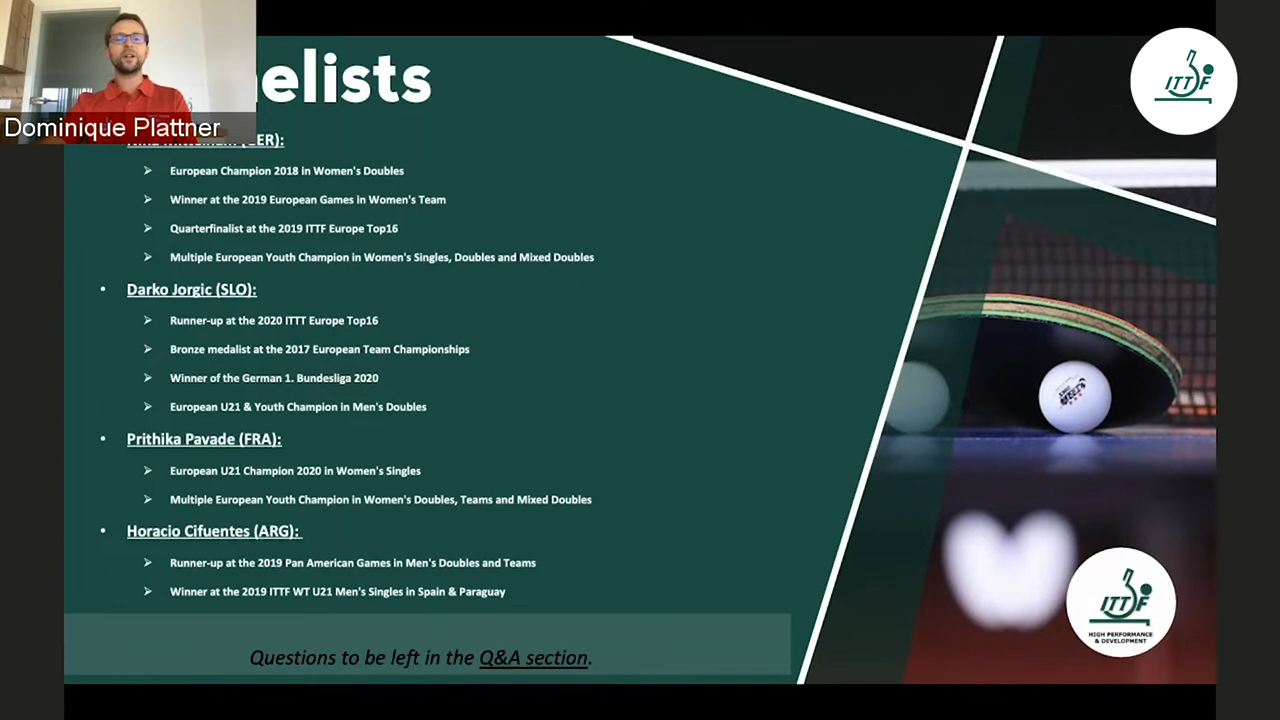 elists
Dominique Plattner
European Champion 2018 in Women's Doubles
Winner at the 2019 European Games in Women's Team
Quarterfinalist at the 2019 ITTF Europe Top16
Multiple European Youth Champion in Women's Singles, Doubles and Mixed Doubles
• Darko Jorgic (SLO):
Runner-up at the 2020 ITTT Europe Top16
Bronze medalist at the 2017 European Team Championships
Winner of the German 1. Bundesliga 2020
European U21 & Youth Champion in Men's Doubles
• Prithika Pavade (FRA):
European U21 Champion 2020 in Women's Singles
Multiple European Youth Champion in Women's Doubles, Teams and Mixed Doubles
• Horacio Cifuentes (ARG):
Runner-up at the 2019 Pan American Games in Men's Doubles and Teams
Winner at the 2019 ITTF WT U21 Men's Singles in Spain & Paraguay
Questions to be left in the Q&A section.
ITTF
ITTF
HIGH PERFORMANCE
& DEVELOPMENT